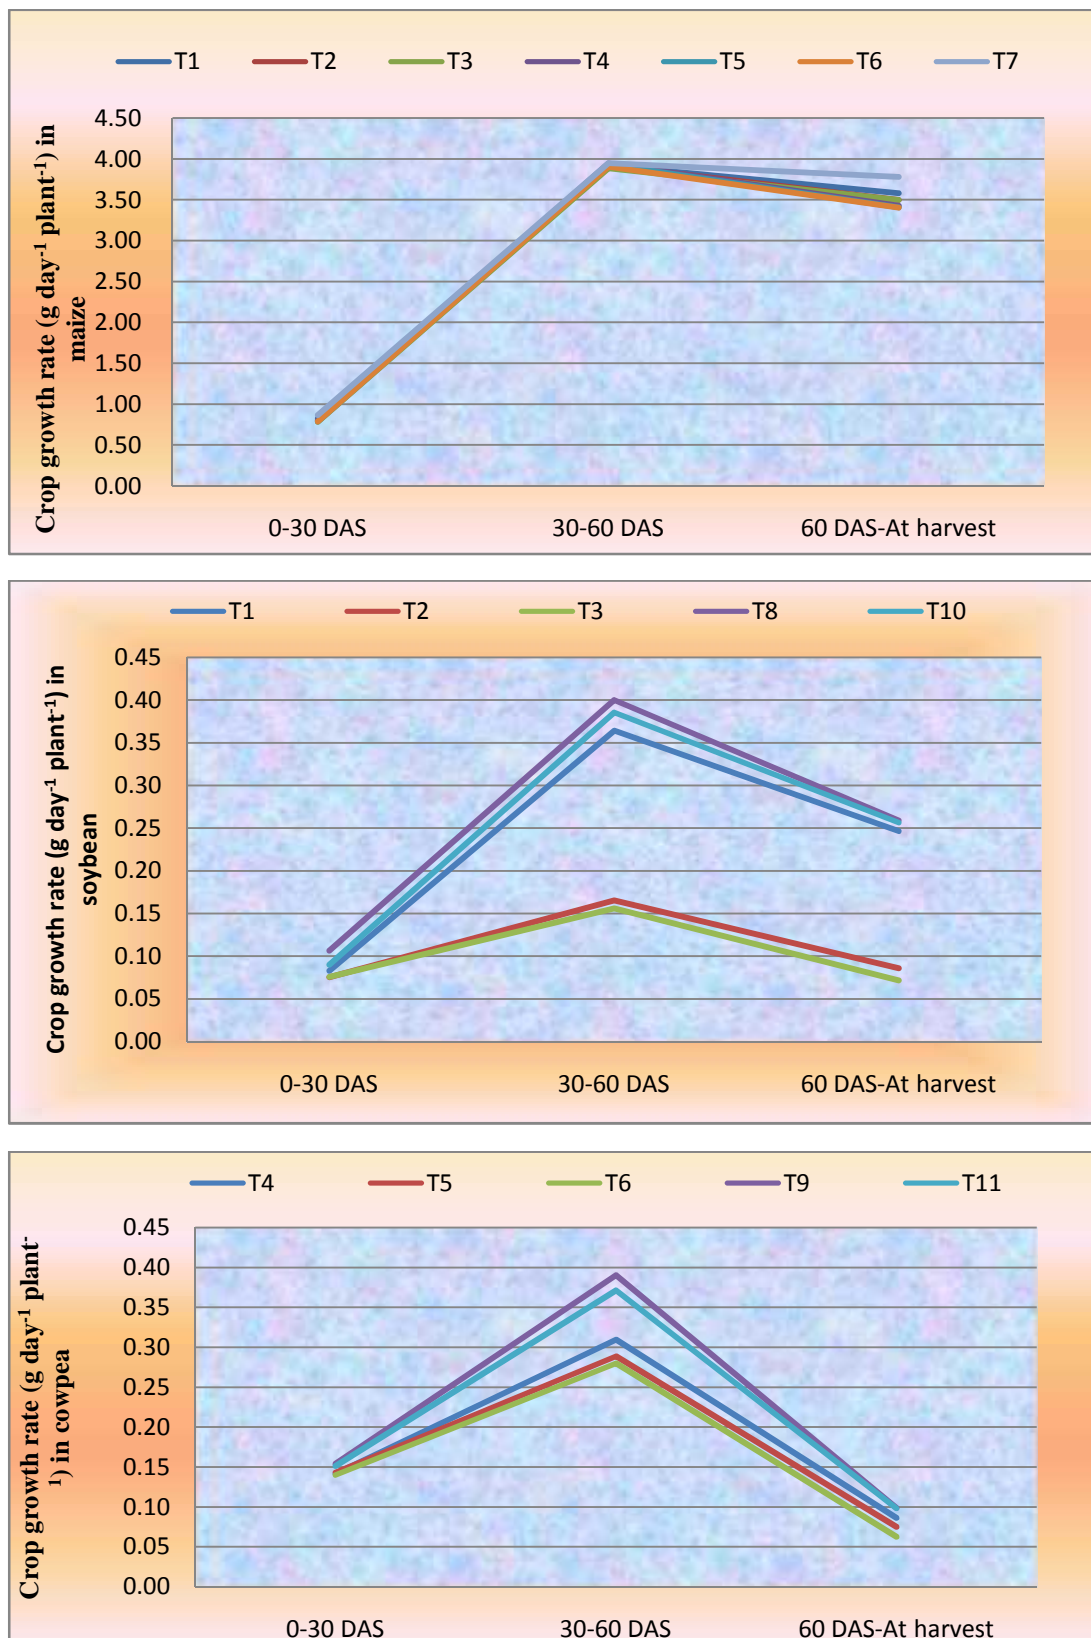 T1 T2 T3 T4 T5 T6 T7
Crop growth rate (g day-1 plant-1) in
maize
4.50
4.00
3.50
3.00
2.50
2.00
1.50
1.00
0.50
0.00
0-30 DAS 30-60 DAS 60 DAS-At harvest
T1 T2 T3 T8 T10
Crop growth rate (g day-1 plant-1) in
soybean
0.45
0.40
0.35
0.30
0.25
0.20
0.15
0.10
0.05
0.00
0-30 DAS 30-60 DAS 60 DAS-At harvest
T4 T5 T6 T9 T11
Crop growth rate (g day-1 plant-
1) in cowpea
0.45
0.40
0.35
0.30
0.25
0.20
0.15
0.10
0.05
0.00
0-30 DAS 30-60 DAS 60 DAS-At harvest